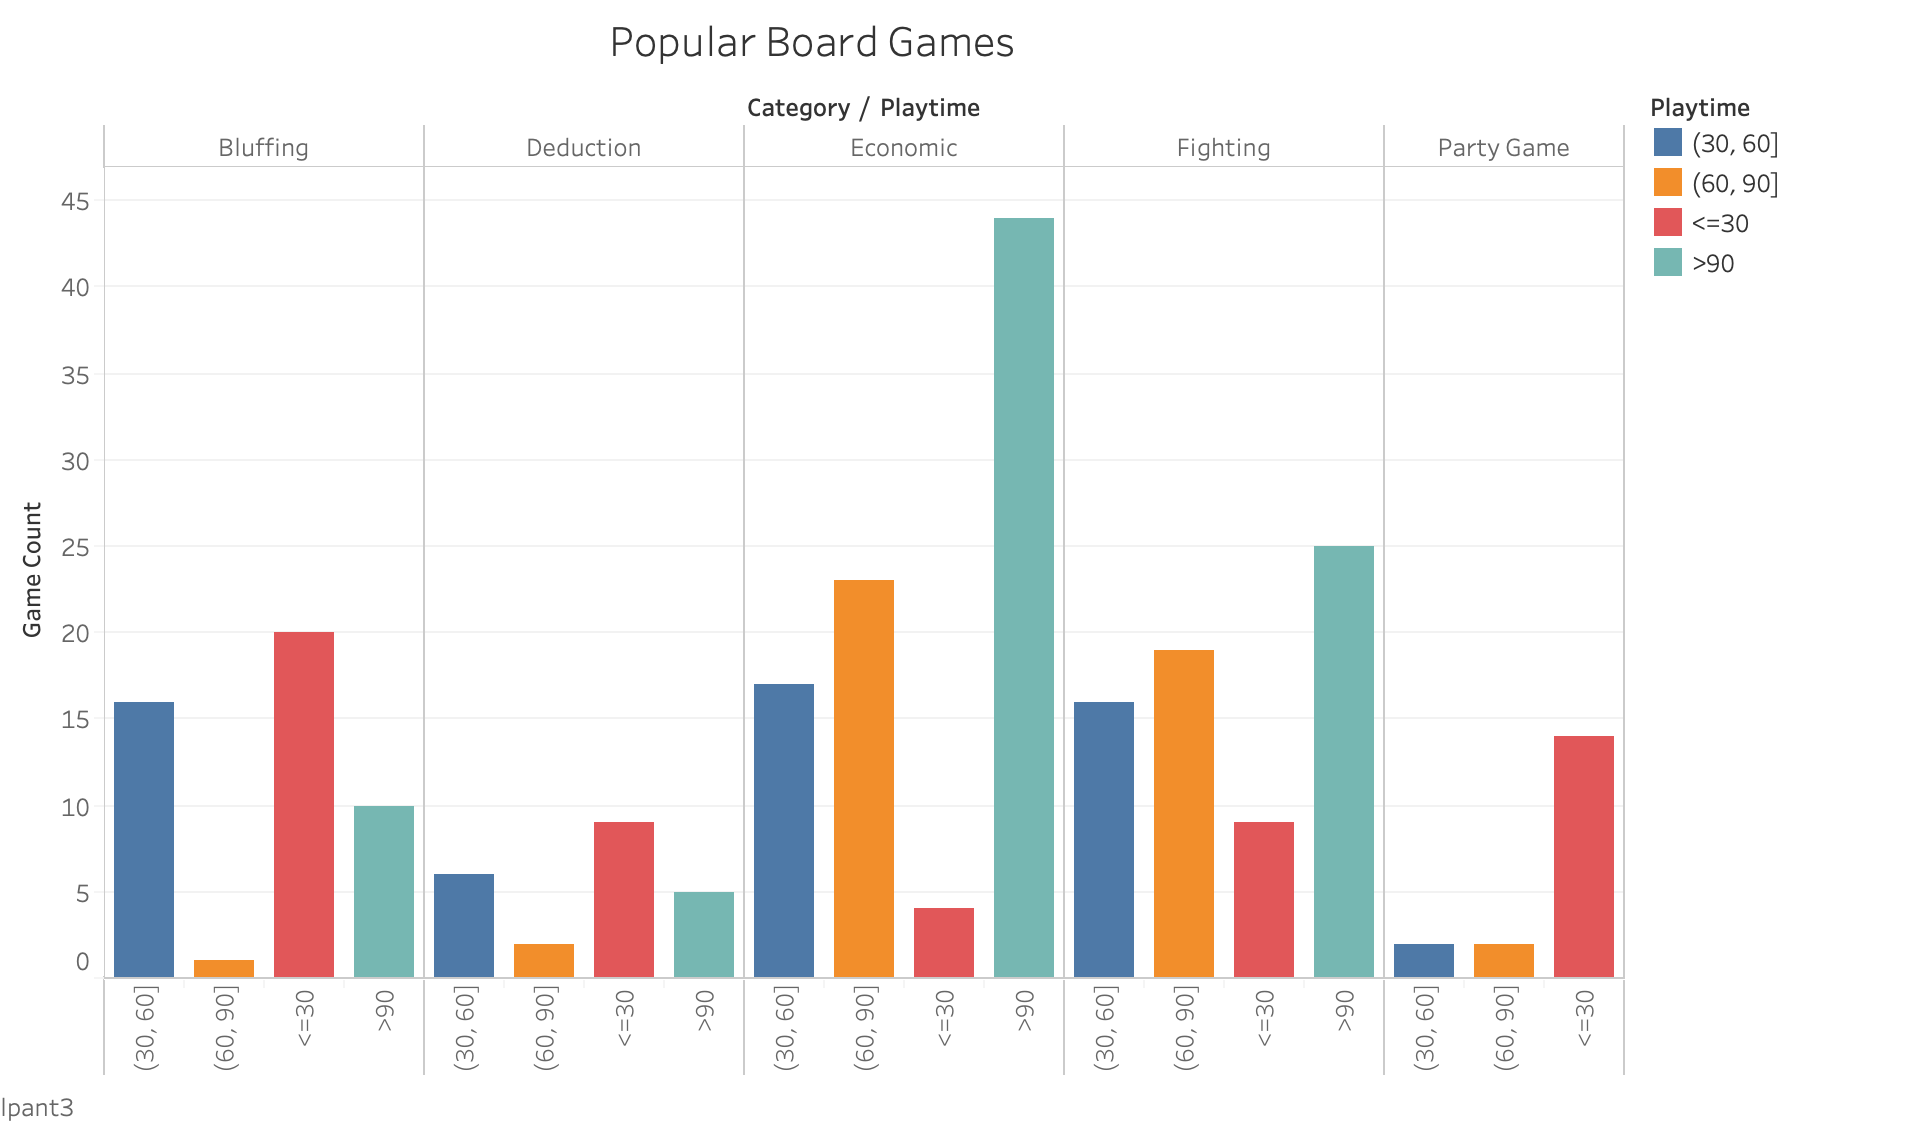 Popular Board Games
Category / Playtime
Playtime
Bluffing Deduction Economic Fighting Party Game
(30, 60]
(60, 90]
<=30
>90
45
40
35
30
25
20
15
10
5
0
Game Count
(30, 60] (60, 90] <=30 >90 (30, 60] (60, 90] <=30 >90 (30, 60] (60, 90] <=30 >90 (30, 60] (60, 90] <=30 >90 (30, 60] (60, 90] <=30
lpant3